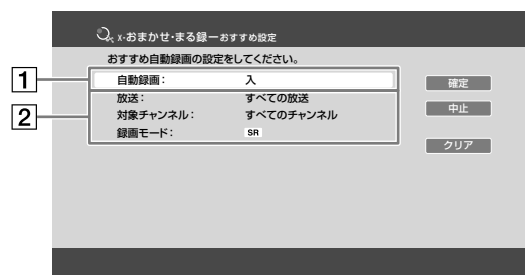 x-おまかせ・まる録ーおすすめ設定
おすすめ自動録画の設定をしてください。
1
自動録画： 入
確定
2
放送： すべての放送
対象チャンネル： すべてのチャンネル
中止
録画モード： SR
クリア